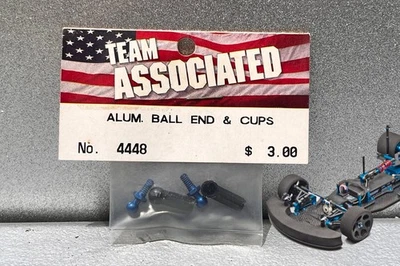 TEAM
ASSOCIATED
ALUM. BALL END & CUPS
No. 4448 $ 3.00